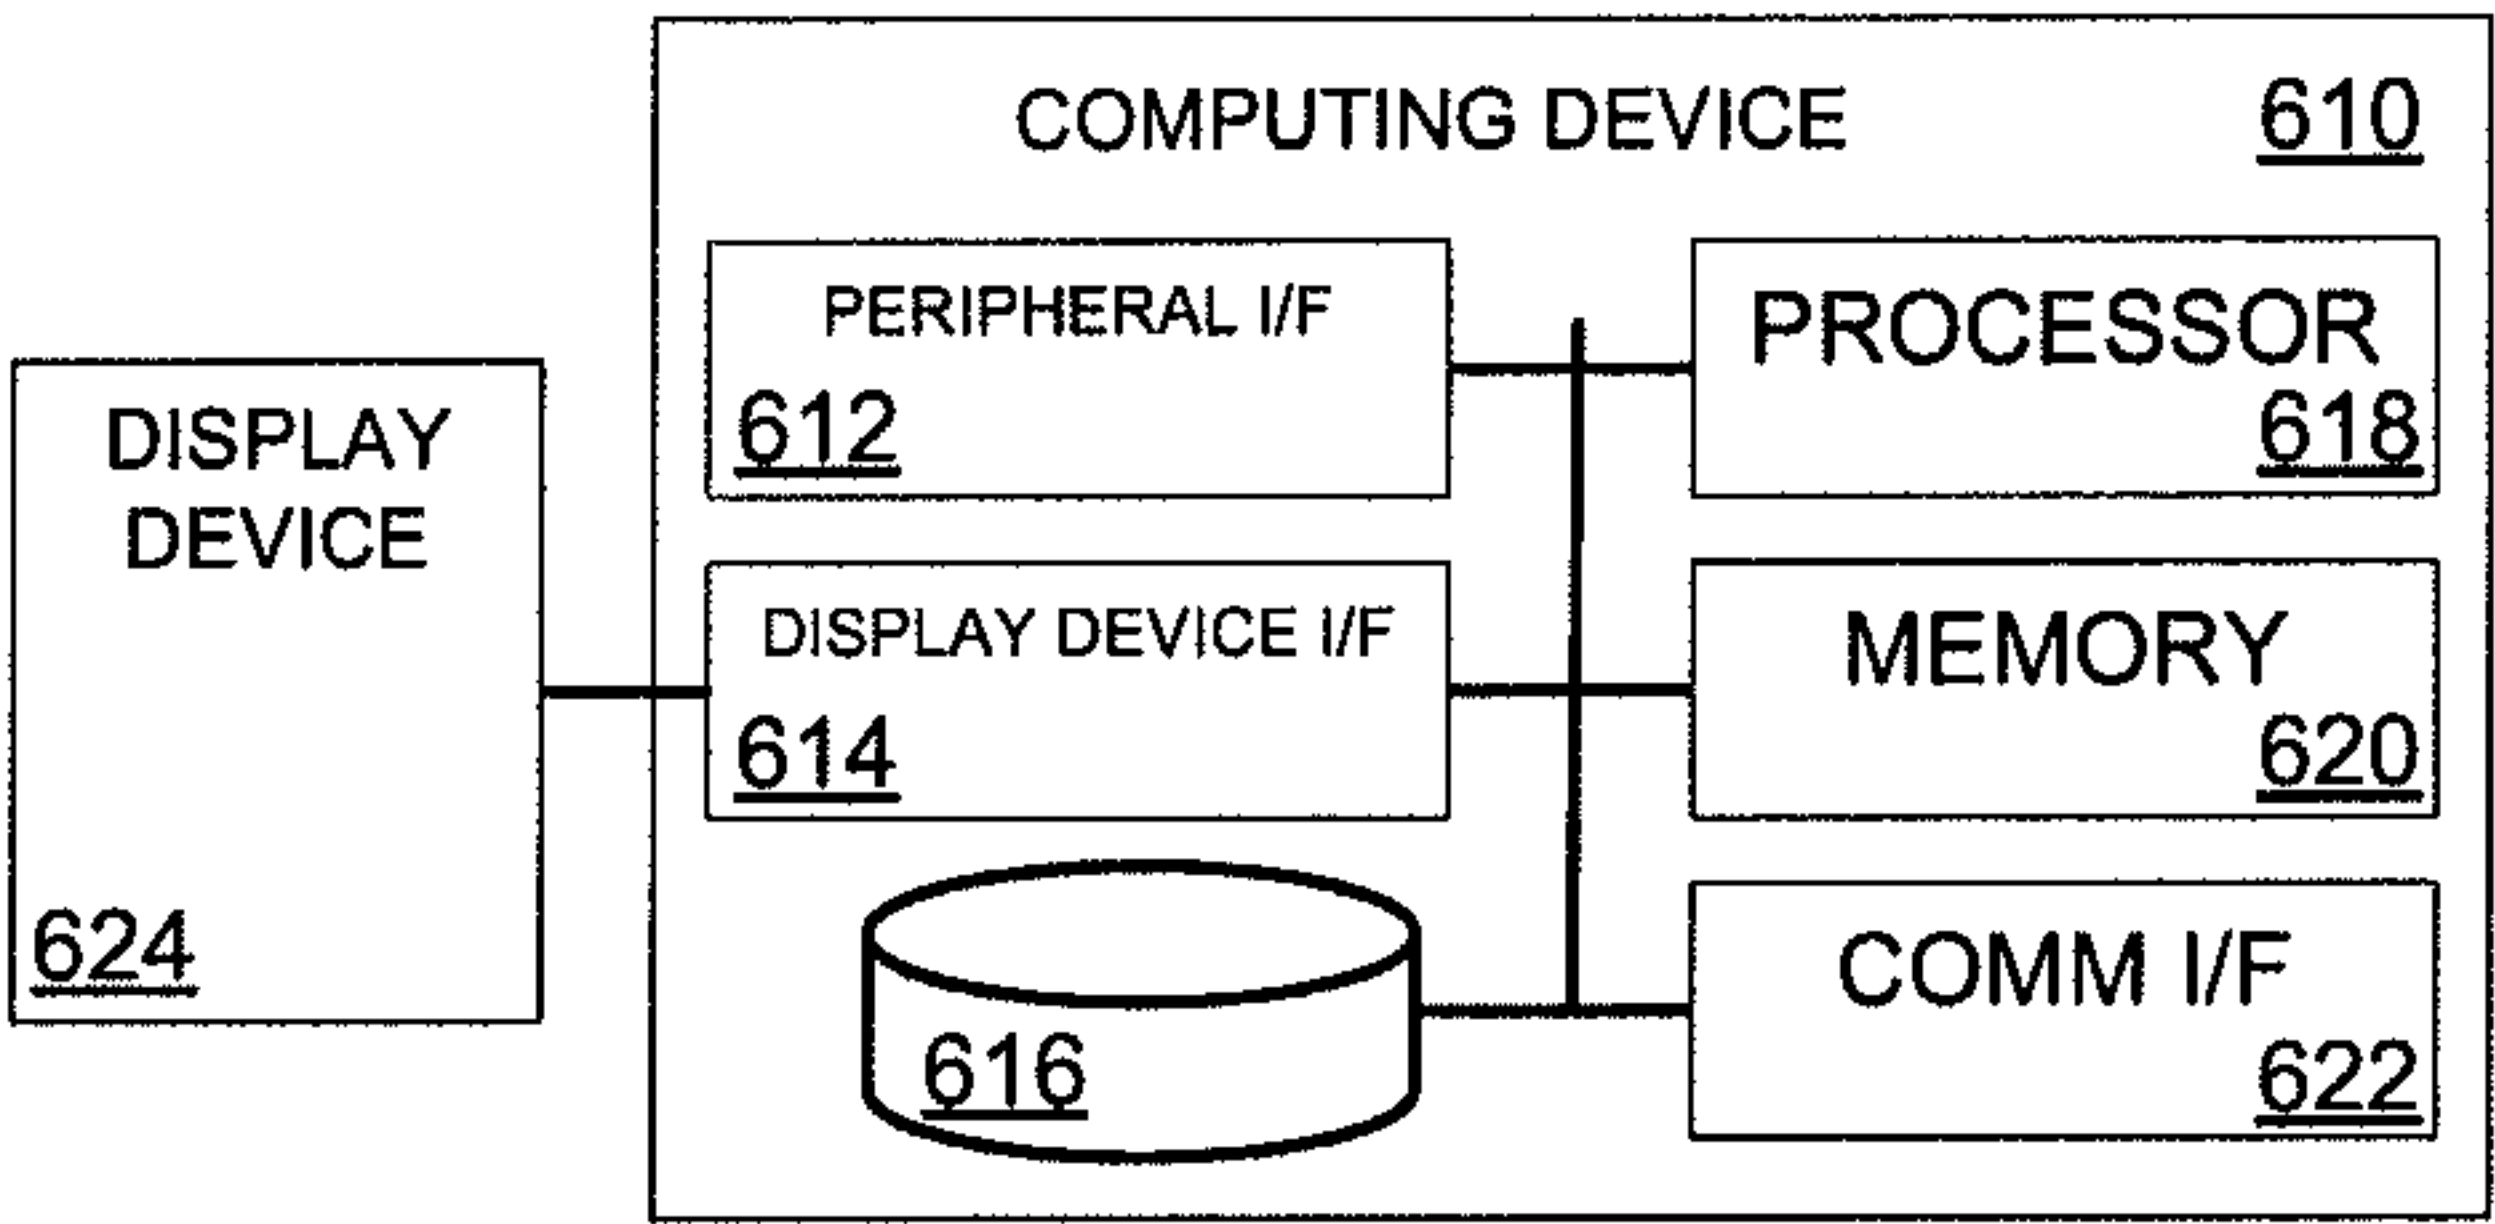 COMPUTING DEVICE
610
PERIPHERAL I/F
612
PROCESSOR
618
DISPLAY
DEVICE
624
DISPLAY DEVICE I/F
614
MEMORY
620
616
COMM I/F
622